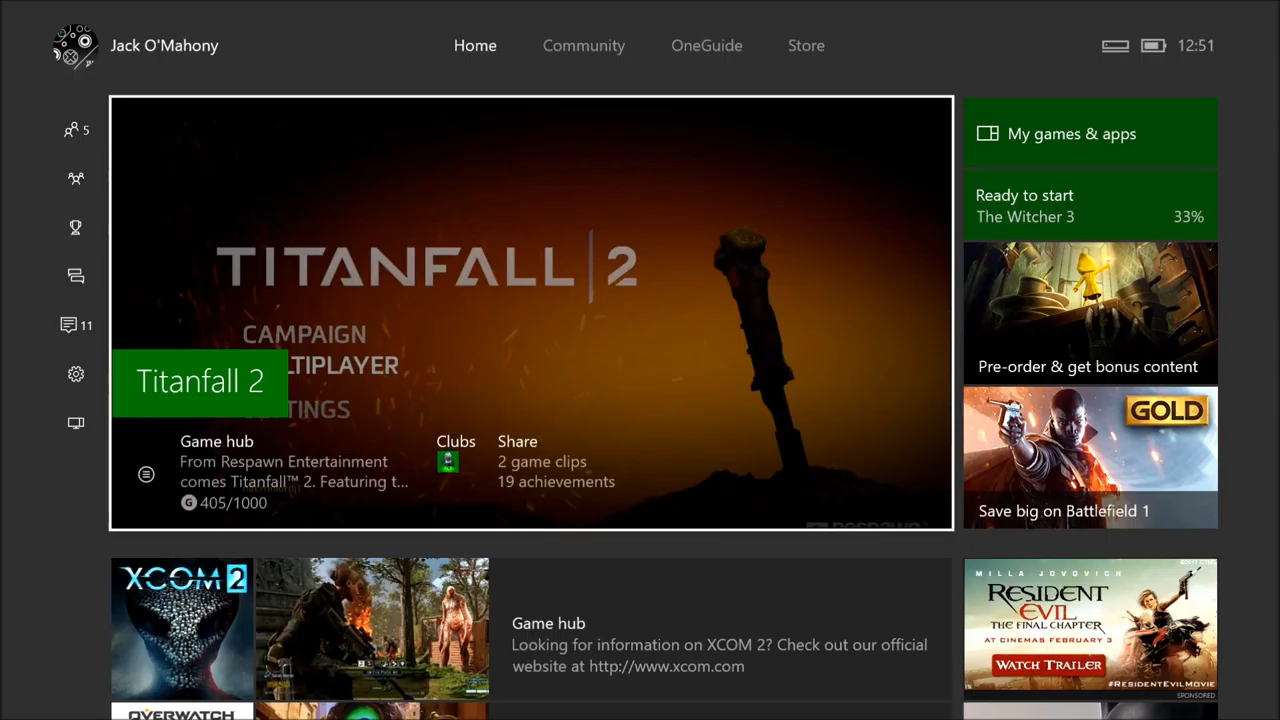 Jack O'Mahony
Home
Community
OneGuide
Store
12:51
5
11
TITANFALL 2
CAMPAIGN
LTIPLAYER
TINGS
Titanfall 2
Game hub
From Respawn Entertainment
comes Titanfall™ 2. Featuring t...
G 405/1000
Clubs
Share
2 game clips
19 achievements
respawn
My games & apps
Ready to start
The Witcher 3
33%
Pre-order & get bonus content
GOLD
Save big on Battlefield 1
XCOM 2
Game hub
Looking for information on XCOM 2? Check out our official
website at http://www.xcom.com
MILLA JOVOVICH
RESIDENT
EVIL
THE FINAL CHAPTER
AT CINEMAS FEBRUARY 3
WATCH TRAILER
#RESIDENTEVILMOVIE
SPONSORED
OVERWATCH